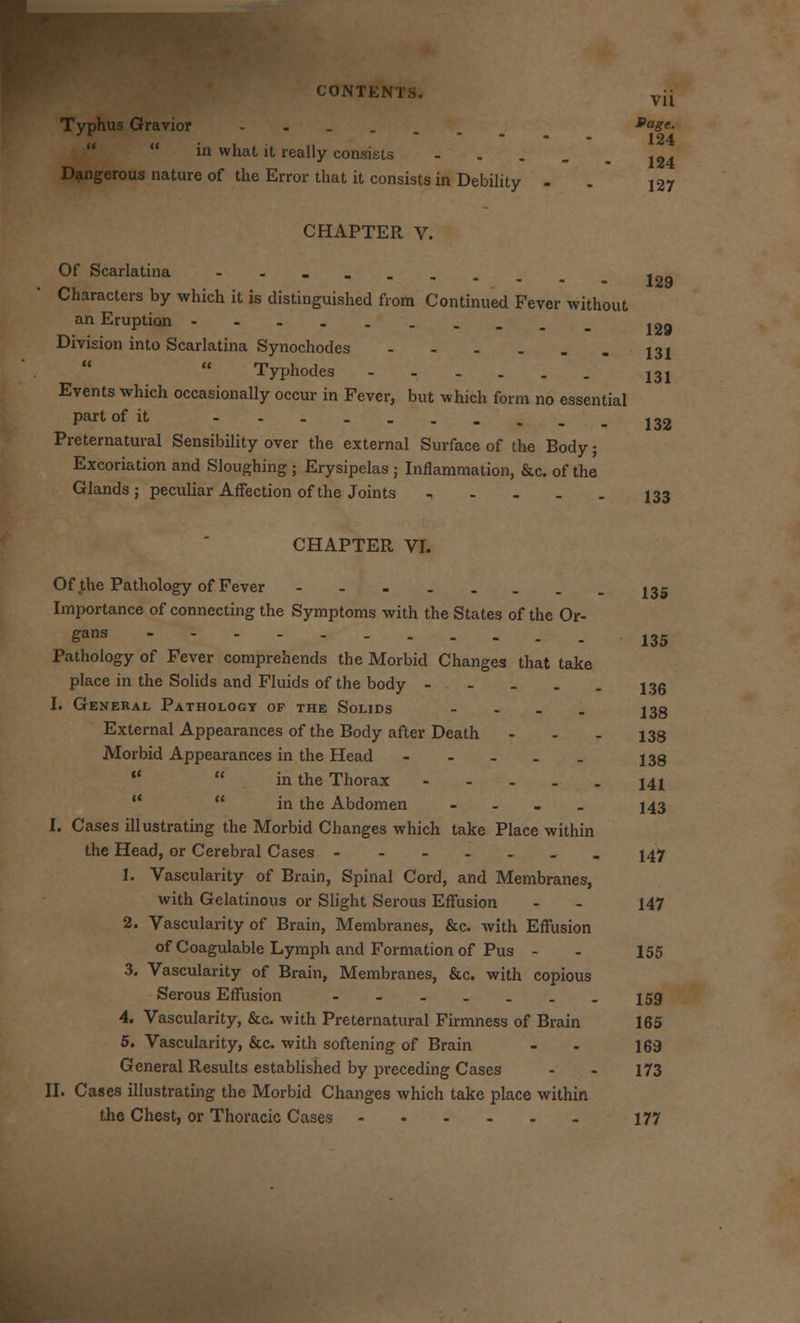 CONTENTS. vii
Page.
Typhus Gravior - - - - - - - - - 124
“ “ in what it really consists - - - - - 124
Dangerous nature of the Error that it consists in Debility - - 127
CHAPTER V.
Of Scarlatina - - - - - - - - - - 129
Characters by which it is distinguished from Continued Fever without
an Eruption - - - - - - - - - - 129
Division into Scarlatina Synochodes - - - - - - 131
“ “ Typhodes - - - - - - 131
Events which occasionally occur in Fever, but which form no essential
part of it - - - - - - - - - - 132
Preternatural Sensibility over the external Surface of the Body;
Excoriation and Sloughing; Erysipelas; Inflammation, &c. of the
Glands; peculiar Affection of the Joints - - - - - 133
CHAPTER VI.
Of the Pathology of Fever - - - - - - - - 135
Importance of connecting the Symptoms with the States of the Or-
gans - - - - - - - - - - - 135
Pathology of Fever comprehends the Morbid Changes that take
place in the Solids and Fluids of the body - - - - - 136
I. General Pathology of the Solids - - - - 138
External Appearances of the Body after Death - - - 138
Morbid Appearances in the Head - - - - - 138
“ “ in the Thorax - - - - - 141
“ “ in the Abdomen - - - - 143
I. Cases illustrating the Morbid Changes which take Place within
the Head, or Cerebral Cases - - - - - - - 147
1. Vascularity of Brain, Spinal Cord, and Membranes,
with Gelatinous or Slight Serous Effusion - - 147
2. Vascularity of Brain, Membranes, &c. with Effusion
of Coagulable Lymph and Formation of Pus - - 155
3. Vascularity of Brain, Membranes, &c. with copious
Serous Effusion - - - - - - - 159
4. Vascularity, &c. with Preternatural Firmness of Brain 165
5. Vascularity, &c. with softening of Brain - - 169
General Results established by preceding Cases - - 173
II. Cases illustrating the Morbid Changes which take place within
the Chest, or Thoracic Cases - - - - - - 177